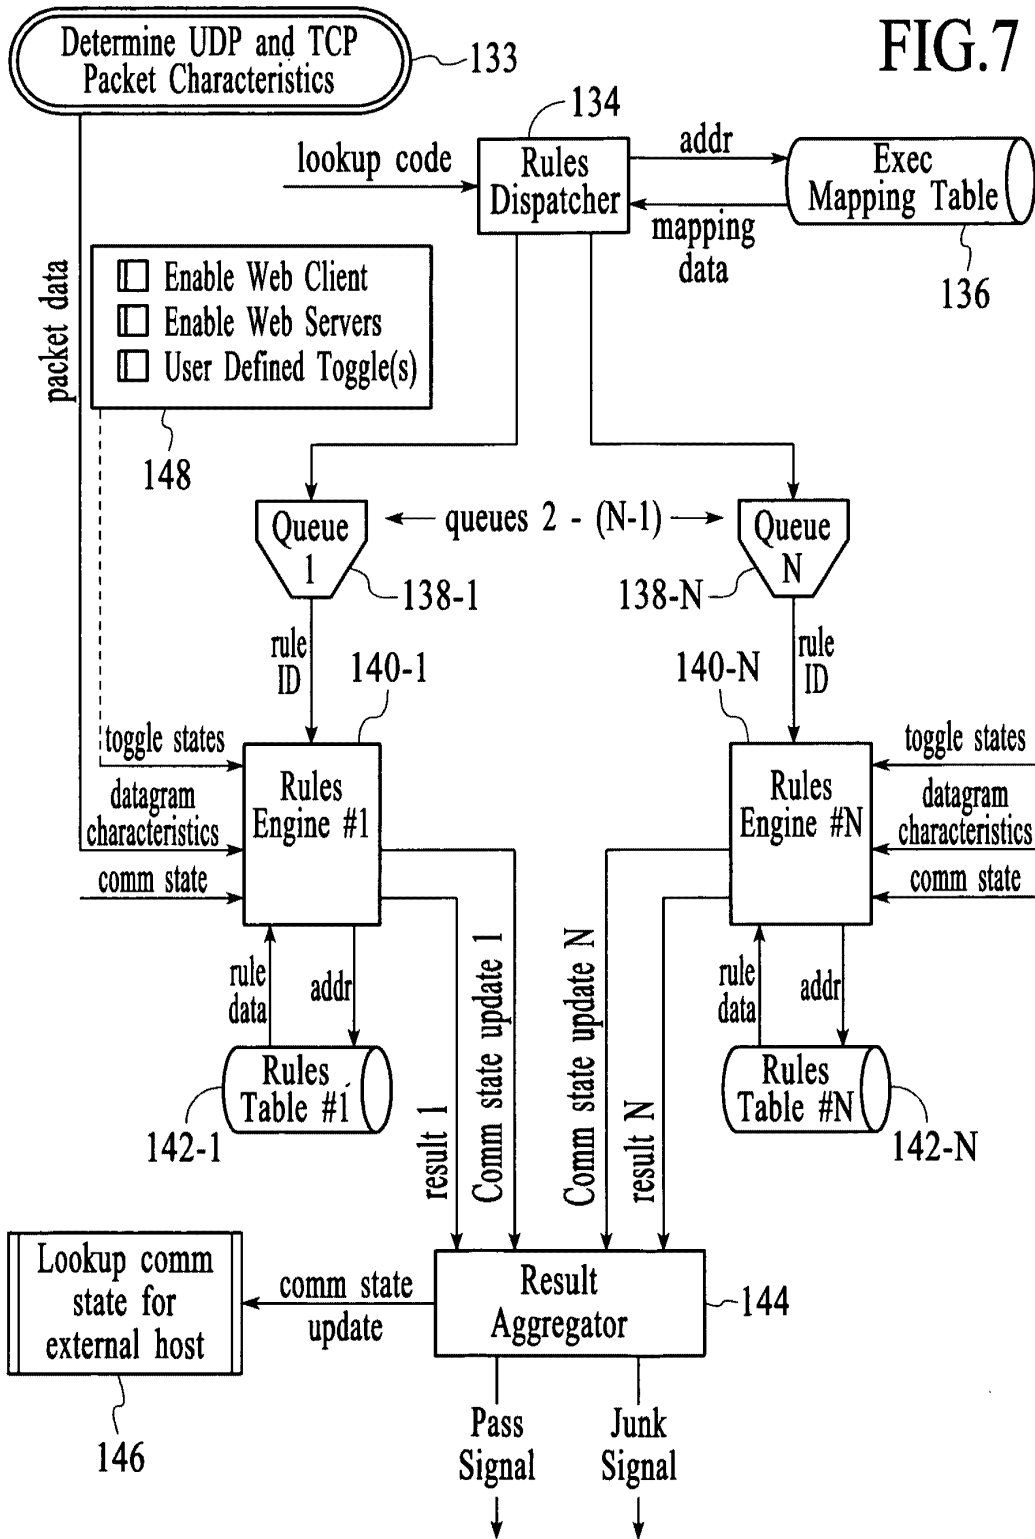 FIG.7
Determine UDP and TCP
Packet Characteristics
133
134
lookup code
Rules
Dispatcher
addr
mapping
data
Exec
Mapping Table
136
packet data
Enable Web Client
Enable Web Servers
User Defined Toggle(s)
148
Queue
1
138-1
queues 2 - (N-1)
Queue
N
138-N
rule
ID
140-1
140-N
rule
ID
toggle states
datagram
characteristics
comm state
Rules
Engine #1
Rules
Engine #N
toggle states
datagram
characteristics
comm state
rule
data
addr
Rules
Table #1
142-1
result 1
Comm state update 1
Comm state update N
result N
rule
data
addr
Rules
Table #N
142-N
Lookup comm
state for
external host
146
comm state
update
Result
Aggregator
144
Pass
Signal
Junk
Signal